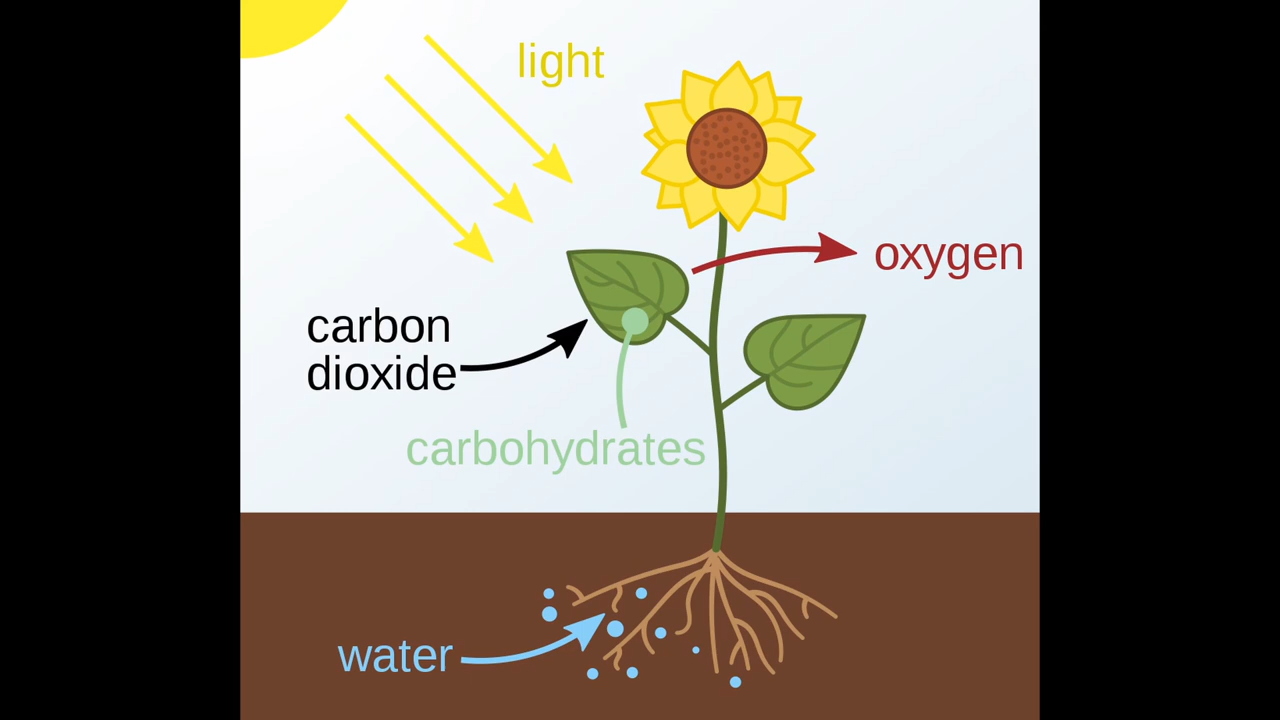 light
oxygen
carbon
dioxide
carbohydrates
water